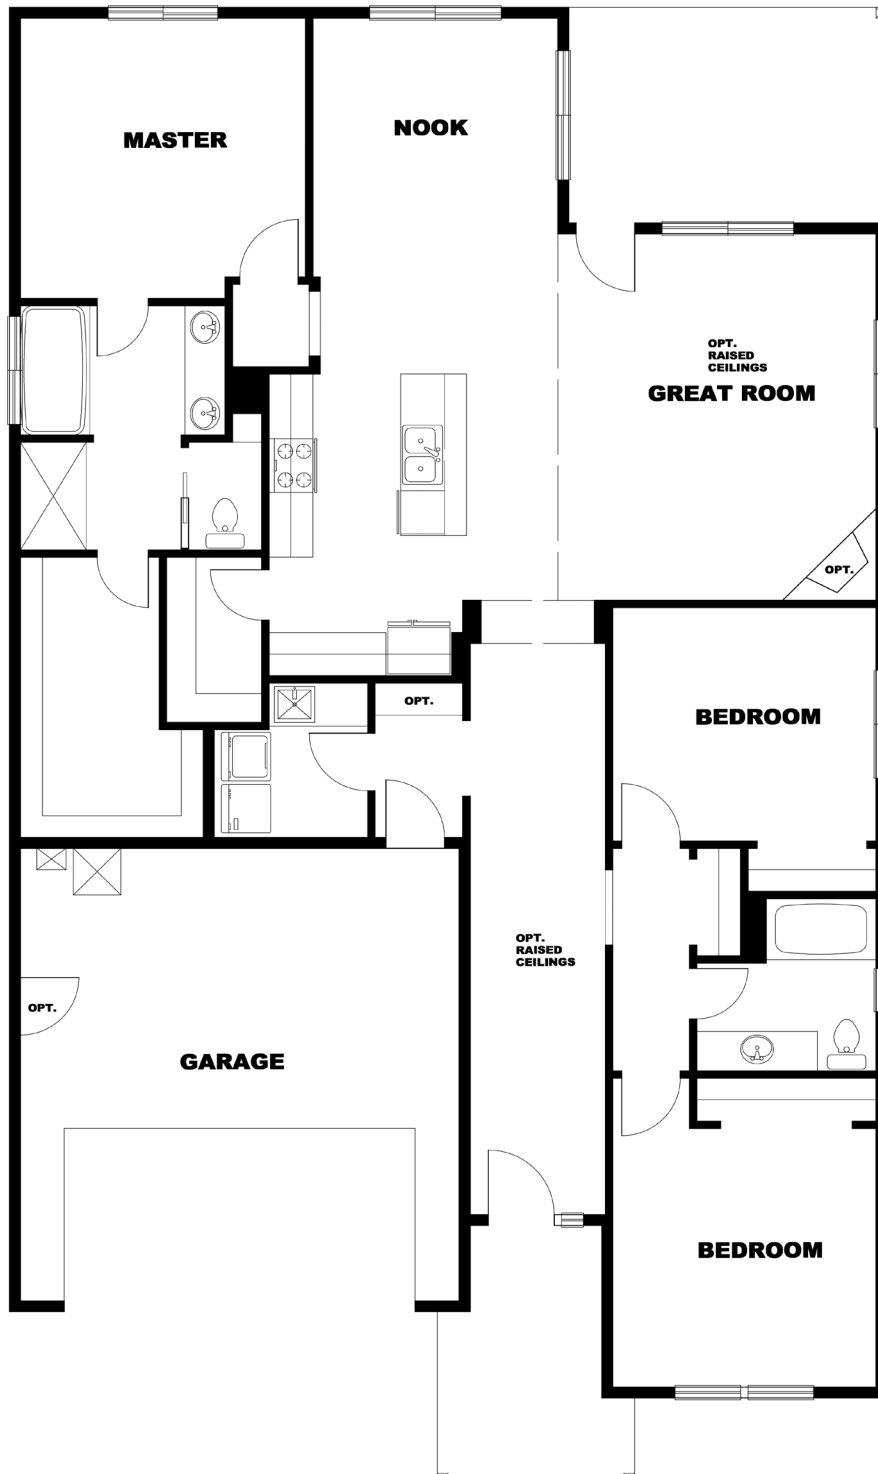 NOOK
MASTER
OPT.
RAISED
CEILINGS
GREAT ROOM
OPT.
OPT.
BEDROOM
OPT.
RAISED
CEILINGS
OPT.
GARAGE
BEDROOM